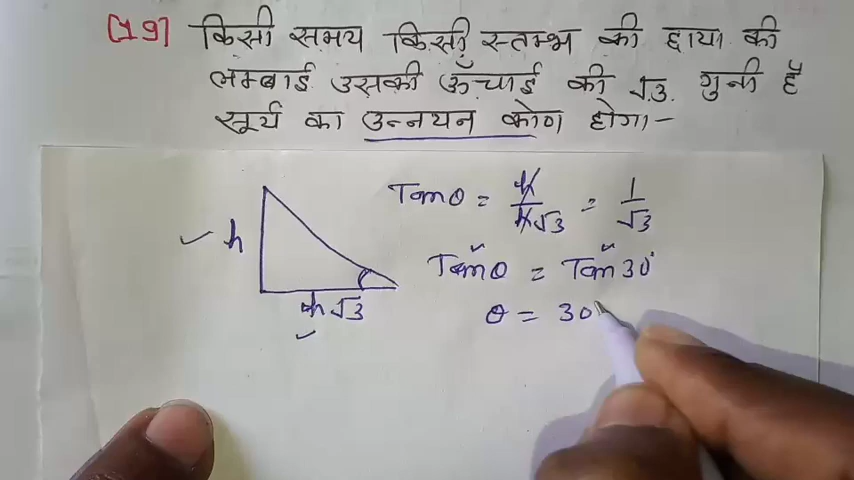 [19] किसी समय किसी स्तम्भ की छाया की
लम्बाई उसकी ऊँचाई की √3 गुनी है
सूर्य का उन्नयन कोण होगा-
Tanθ = h/h√3 = 1/√3
h
Tanθ = Tan30°
h√3
θ = 30